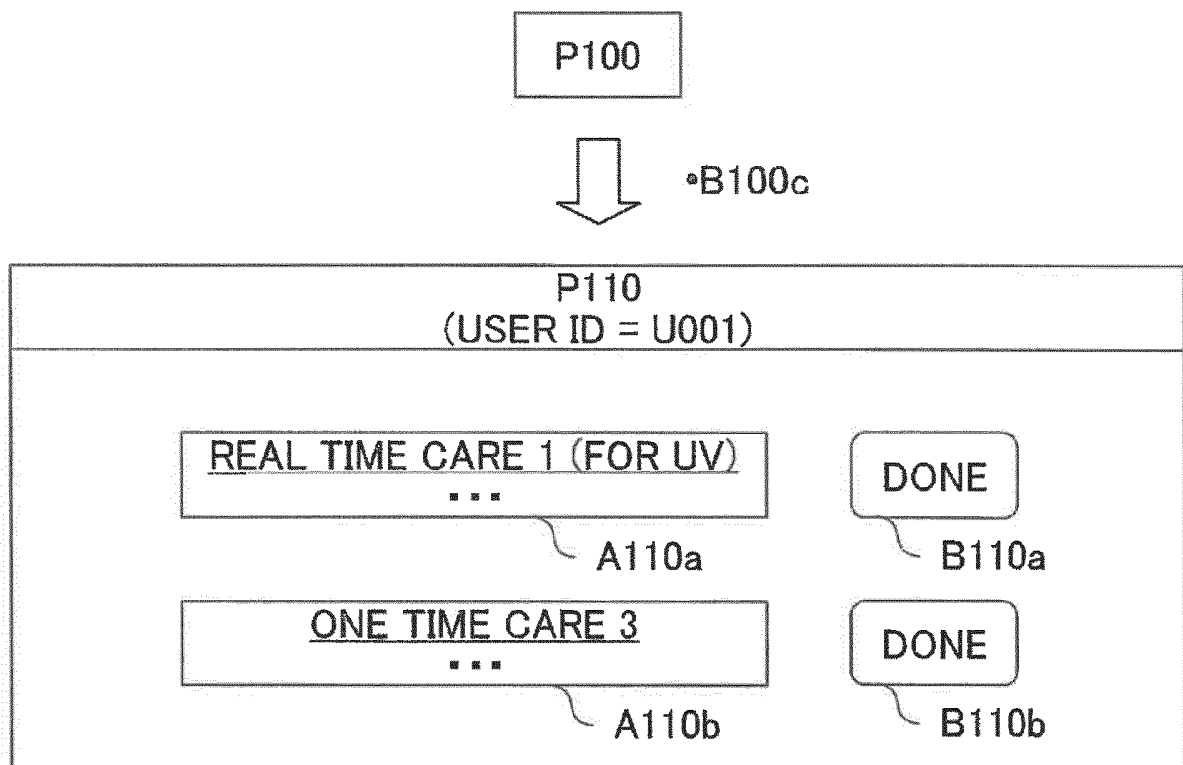 P100
•B100c
P110
(USER ID = U001)
REAL TIME CARE 1 (FOR UV)
...
DONE
A110a
B110a
ONE TIME CARE 3
...
DONE
A110b
B110b